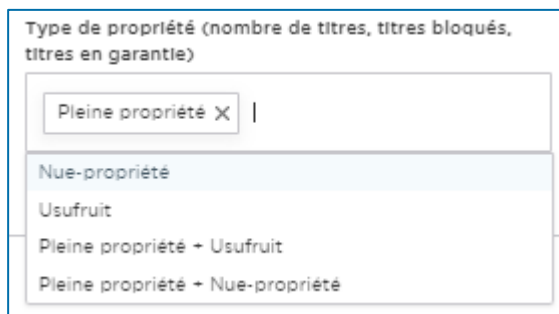 Type de propriété (nombre de titres, titres bloqués,
titres en garantie)
Pleine propriété ×
Nue-propriété
Usufruit
Pleine propriété + Usufruit
Pleine propriété + Nue-propriété